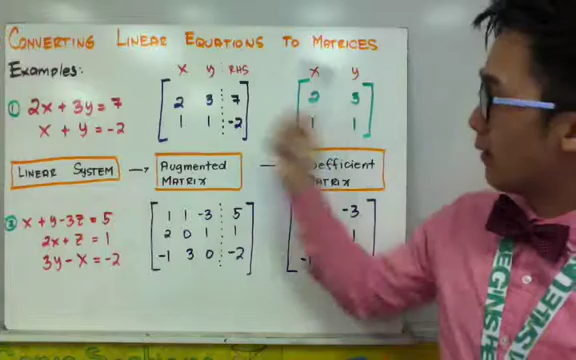 CONVERTING LINEAR EQUATIONS TO MATRICES
Examples:
① 2x + 3y = 7
x + y = -2
x y RHS
2 3 7
1 1 -2
x y
2 3
1 1
LINEAR SYSTEM → AUGMENTED MATRIX
MATRIX
② x + y - 3z = 5
2x + z = 1
3y - x = -2
1 1 -3 5
2 0 1 1
-1 3 0 -2
-3
1